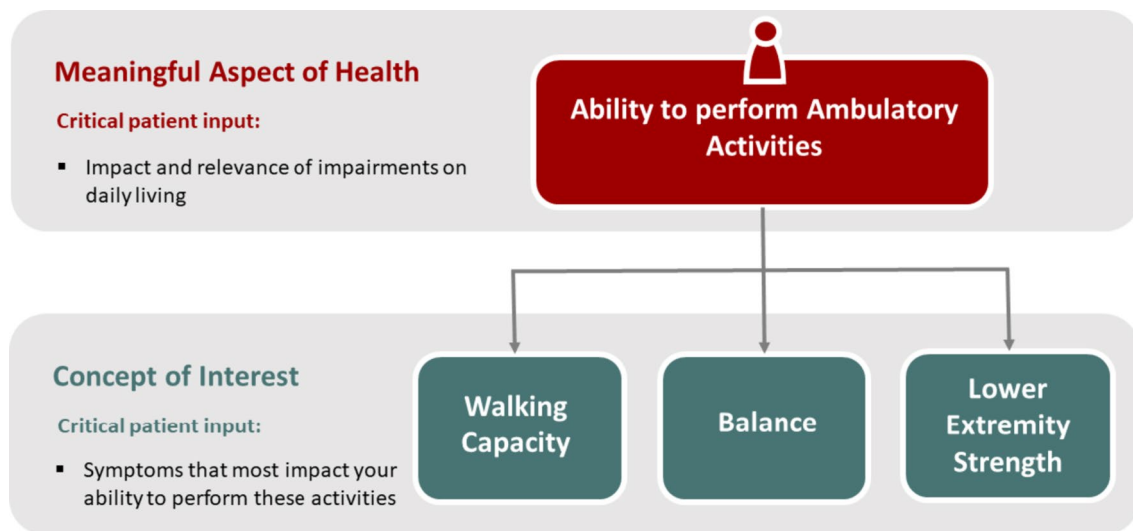 Meaningful Aspect of Health
Critical patient input:
▪ Impact and relevance of impairments on
daily living
Ability to perform Ambulatory
Activities
Concept of Interest
Critical patient input:
▪ Symptoms that most impact your
ability to perform these activities
Walking
Capacity
Balance
Lower
Extremity
Strength